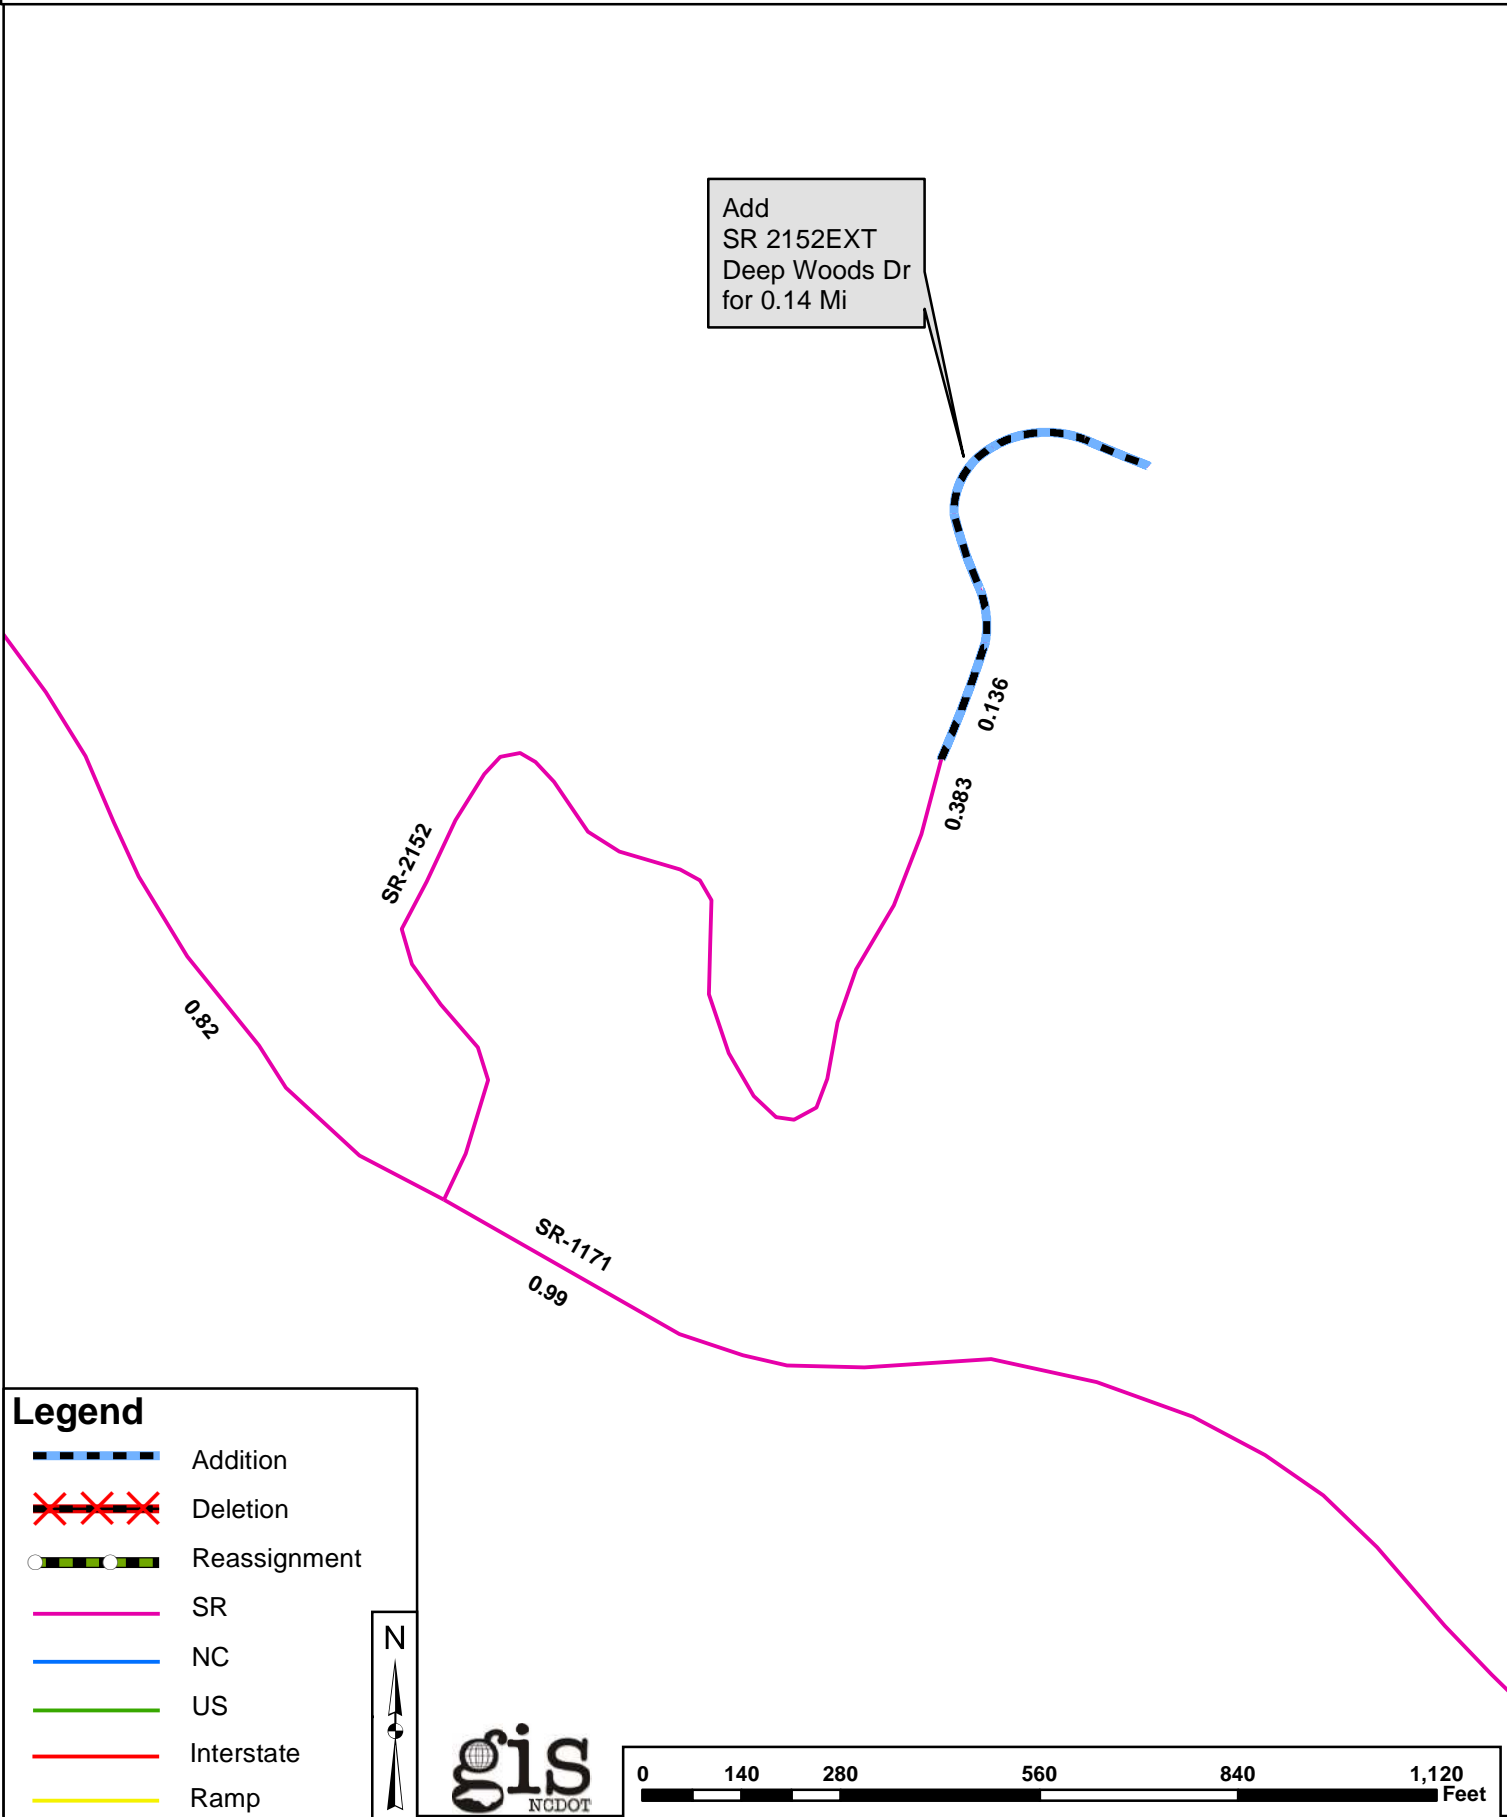 Add
SR 2152EXT
Deep Woods Dr
for 0.14 Mi
0.136
0.383
SR-2152
0.82
SR-1171
0.99
Legend
Addition
Deletion
Reassignment
SR
NC
US
Interstate
Ramp
N
gis
NCDOT
0 140 280 560 840 1,120
Feet